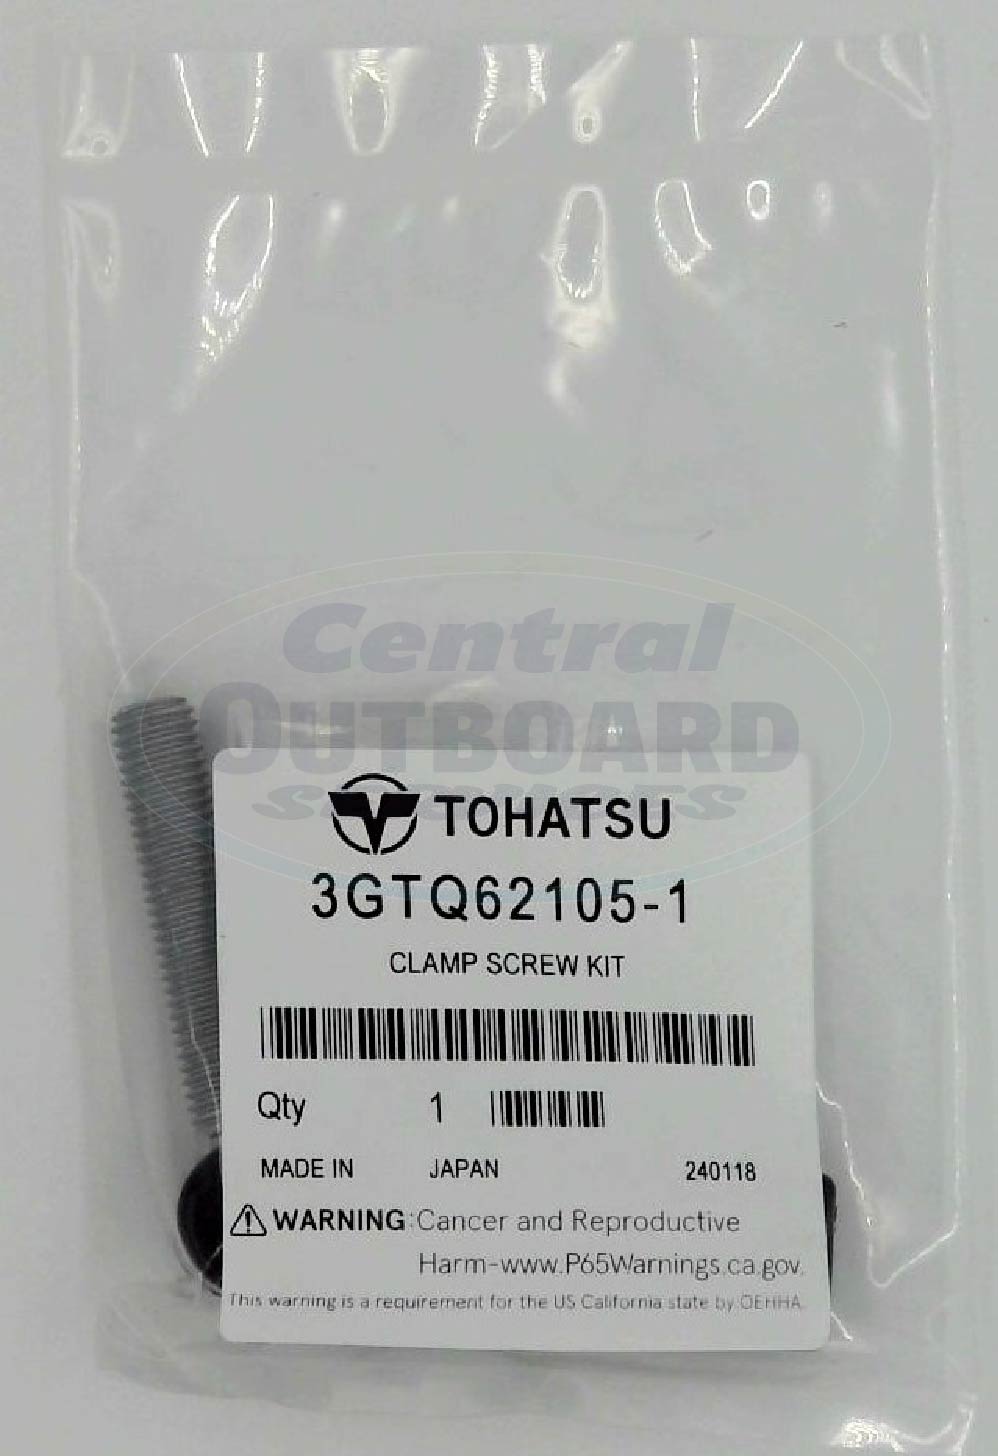 Central
OUTBOARD
SERVICES
TOHATSU
3GTQ62105-1
CLAMP SCREW KIT
Qty 1
MADE IN JAPAN 240118
WARNING:Cancer and Reproductive
Harm-www.P65Warnings.ca.gov.
This warning is a requirement for the US California state by OEHHA.